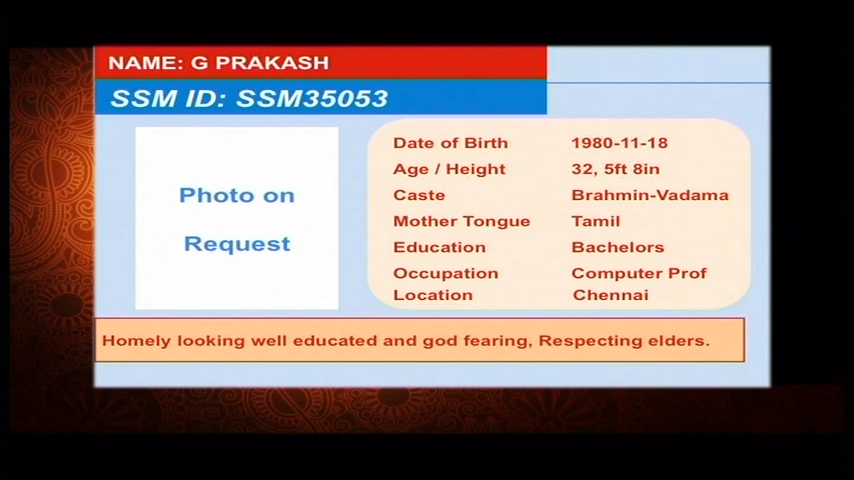 NAME: G PRAKASH
SSM ID: SSM35053
Photo on
Request
Date of Birth 1980-11-18
Age / Height 32, 5ft 8in
Caste Brahmin-Vadama
Mother Tongue Tamil
Education Bachelors
Occupation Computer Prof
Location Chennai
Homely looking well educated and god fearing, Respecting elders.